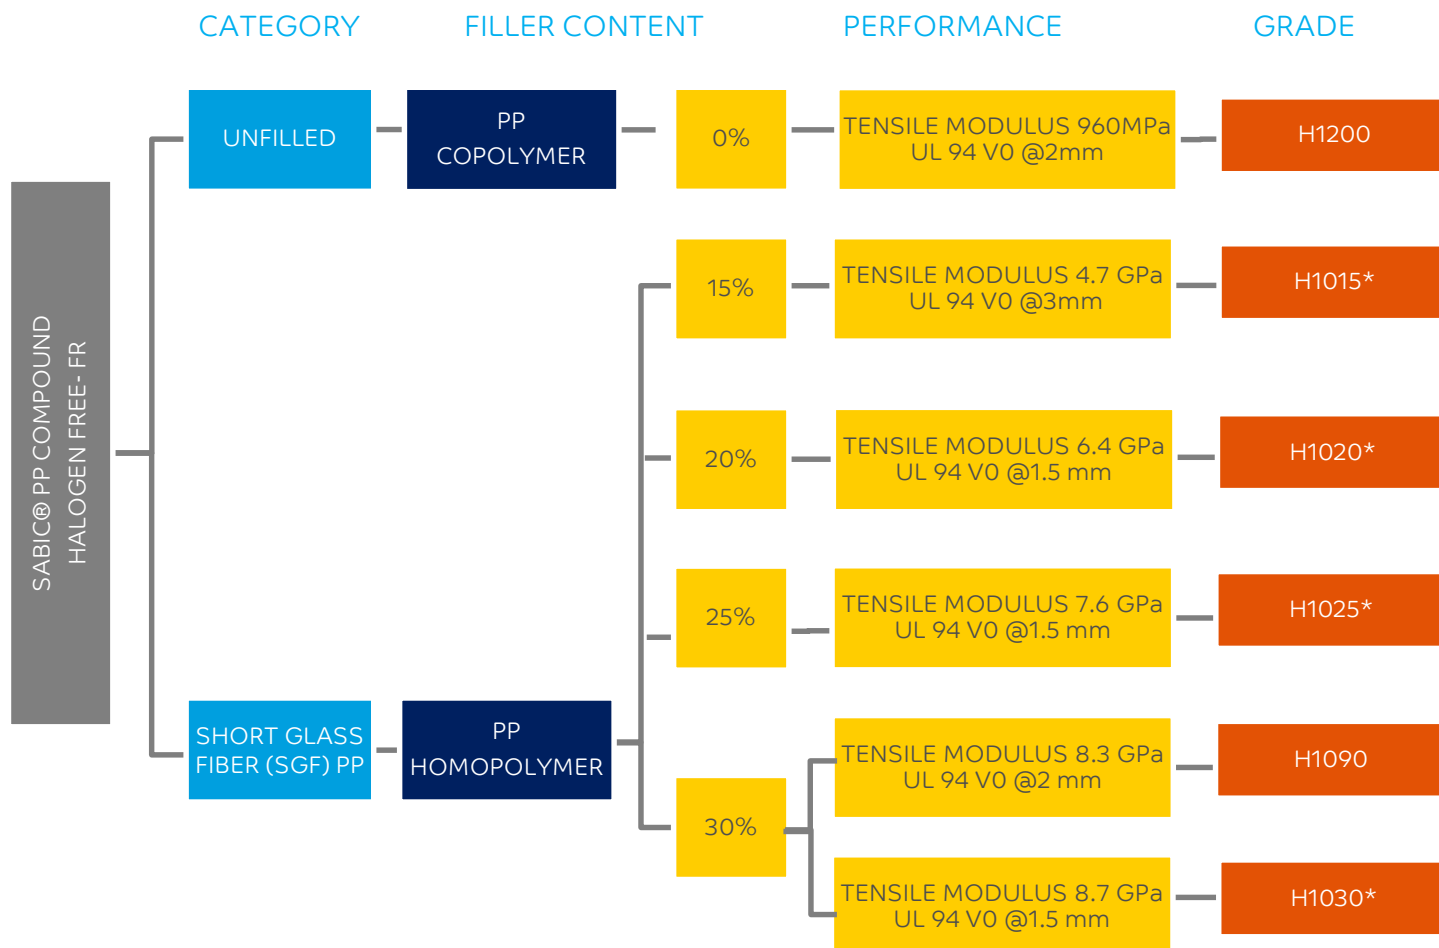 CATEGORY
FILLER CONTENT
PERFORMANCE
GRADE
SABIC® PP COMPOUND
HALOGEN FREE- FR
UNFILLED
PP
COPOLYMER
0%
TENSILE MODULUS 960MPa
UL 94 V0 @2mm
H1200
15%
TENSILE MODULUS 4.7 GPa
UL 94 V0 @3mm
H1015*
20%
TENSILE MODULUS 6.4 GPa
UL 94 V0 @1.5 mm
H1020*
25%
TENSILE MODULUS 7.6 GPa
UL 94 V0 @1.5 mm
H1025*
SHORT GLASS
FIBER (SGF) PP
PP
HOMOPOLYMER
30%
TENSILE MODULUS 8.3 GPa
UL 94 V0 @2 mm
H1090
TENSILE MODULUS 8.7 GPa
UL 94 V0 @1.5 mm
H1030*